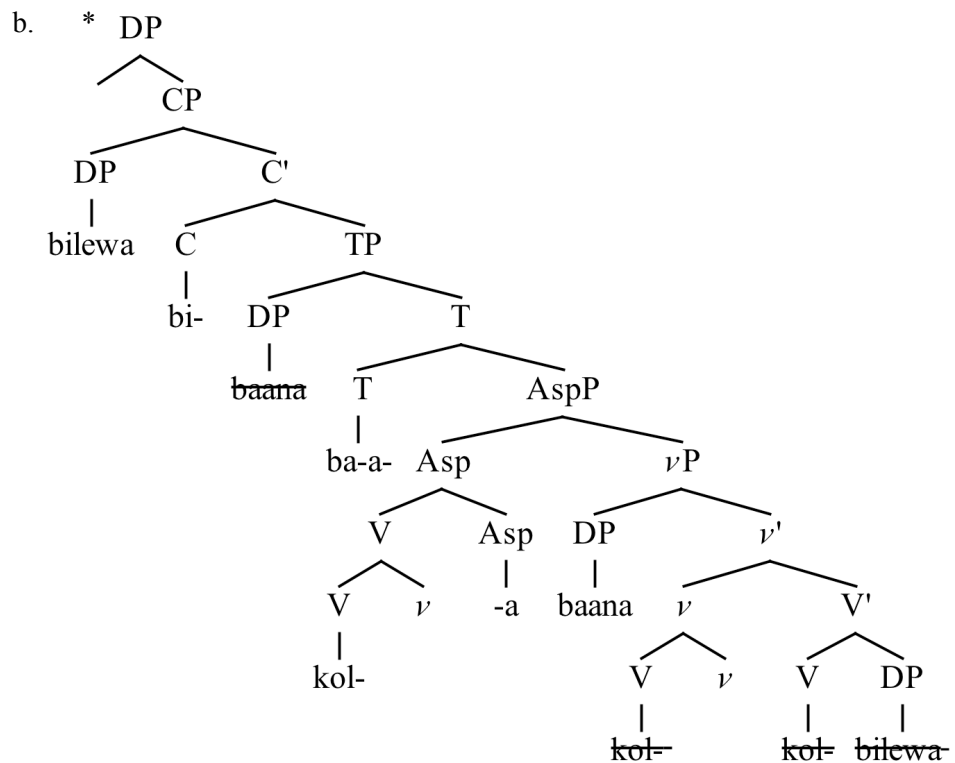 b. * DP
CP
DP C'
bilewa C TP
bi- DP T
baana T AspP
ba-a- Asp νP
V Asp DP ν'
V ν -a baana ν V'
kol- V ν V DP
kol- kol- bilewa-